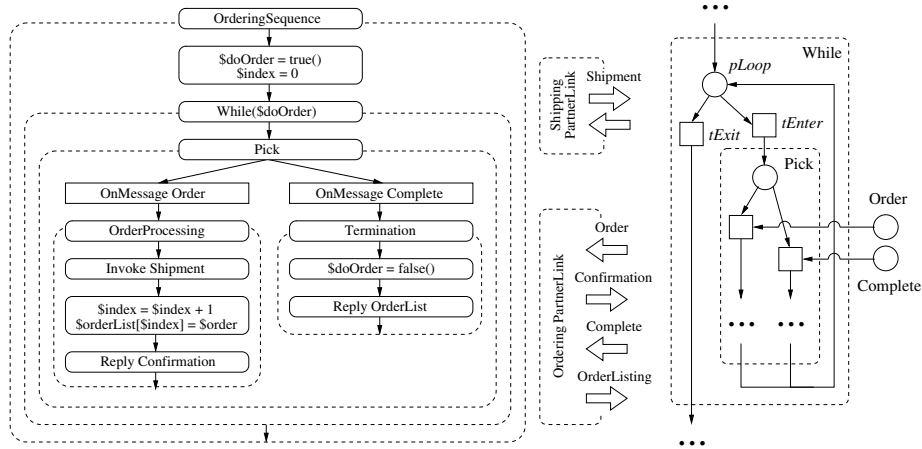 OrderingSequence
$doOrder = true()
$index = 0
While($doOrder)
Pick
OnMessage Order
OrderProcessing
Invoke Shipment
$index = $index + 1
$orderList[$index] = $order
Reply Confirmation
OnMessage Complete
Termination
$doOrder = false()
Reply OrderList
Shipping
PartnerLink
Shipment
Ordering PartnerLink
Order
Confirmation
Complete
OrderListing
•••
While
pLoop
tExit
tEnter
Pick
Order
Complete
••• •••
•••